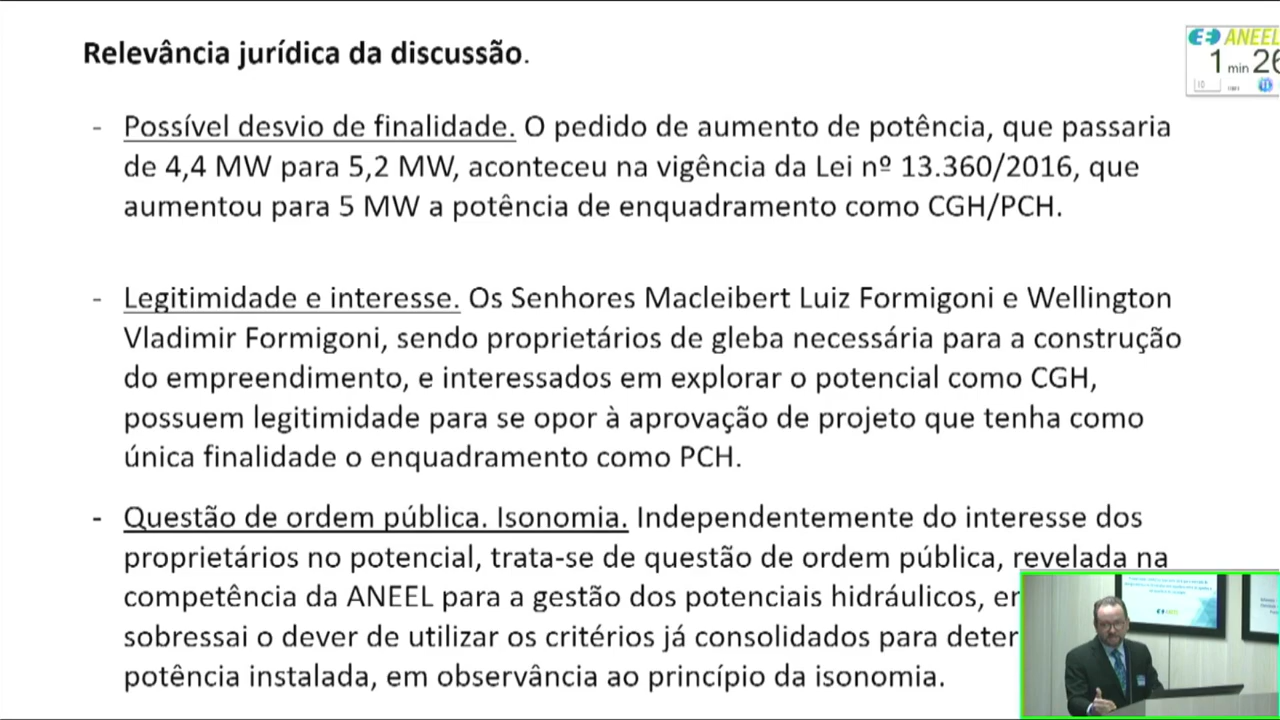 Relevância jurídica da discussão.
ANEEL
1 min 26
10
- Possível desvio de finalidade. O pedido de aumento de potência, que passaria
de 4,4 MW para 5,2 MW, aconteceu na vigência da Lei nº 13.360/2016, que
aumentou para 5 MW a potência de enquadramento como CGH/PCH.
- Legitimidade e interesse. Os Senhores Macleibert Luiz Formigoni e Wellington
Vladimir Formigoni, sendo proprietários de gleba necessária para a construção
do empreendimento, e interessados em explorar o potencial como CGH,
possuem legitimidade para se opor à aprovação de projeto que tenha como
única finalidade o enquadramento como PCH.
- Questão de ordem pública. Isonomia. Independentemente do interesse dos
proprietários no potencial, trata-se de questão de ordem pública, revelada na
competência da ANEEL para a gestão dos potenciais hidráulicos,
sobressai o dever de utilizar os critérios já consolidados para deter
potência instalada, em observância ao princípio da isonomia.
ANEEL